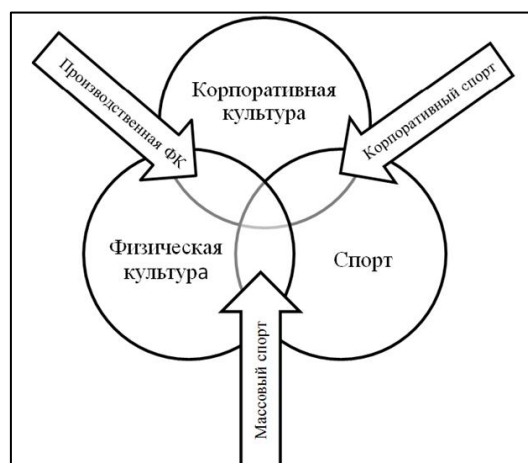 Производственная ФК
Корпоративная
культура
Корпоративный спорт
Физическая
культура
Спорт
Массовый спорт